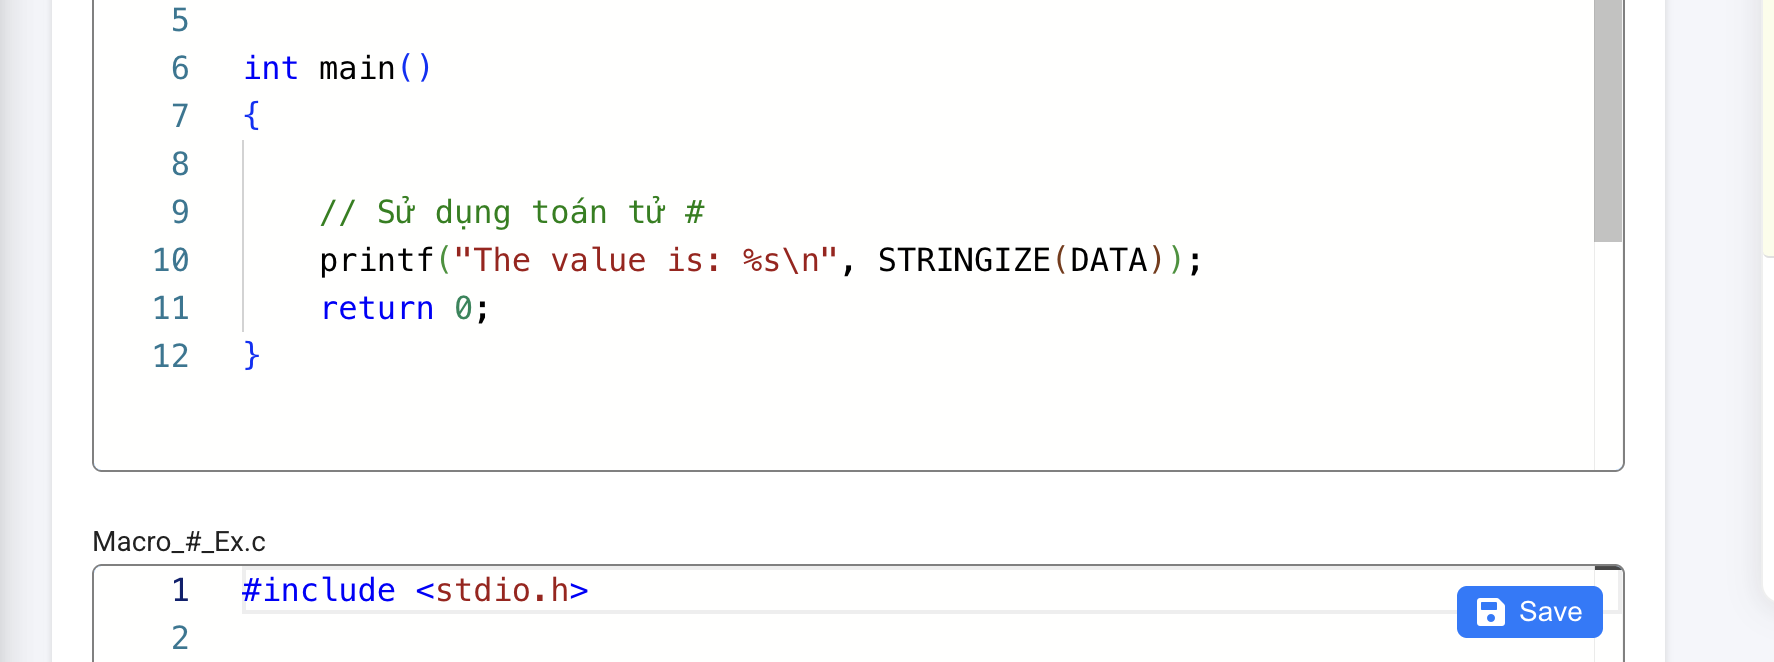 5
6 int main()
7 {
8
9 // Sử dụng toán tử #
10 printf("The value is: %s\n", STRINGIZE(DATA));
11 return 0;
12 }
Macro_#_Ex.c
1 #include <stdio.h>
Save
2